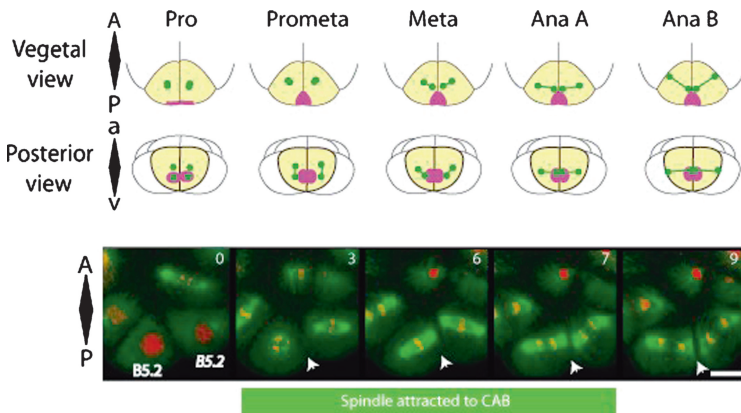 Pro Prometa Meta Ana A Ana B
A
Vegetal
view
P
a
Posterior
view
v
0 3 6 7 9
A
P
B5.2 B5.2
Spindle attracted to CAB